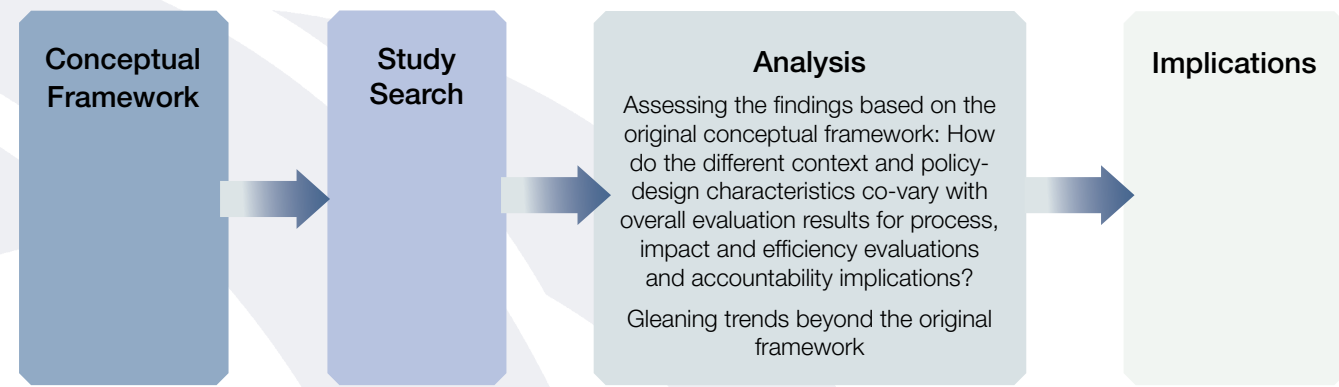 Conceptual
Framework
Study
Search
Analysis
Assessing the findings based on the
original conceptual framework: How
do the different context and policy-
design characteristics co-vary with
overall evaluation results for process,
impact and efficiency evaluations
and accountability implications?
Gleaning trends beyond the original
framework
Implications